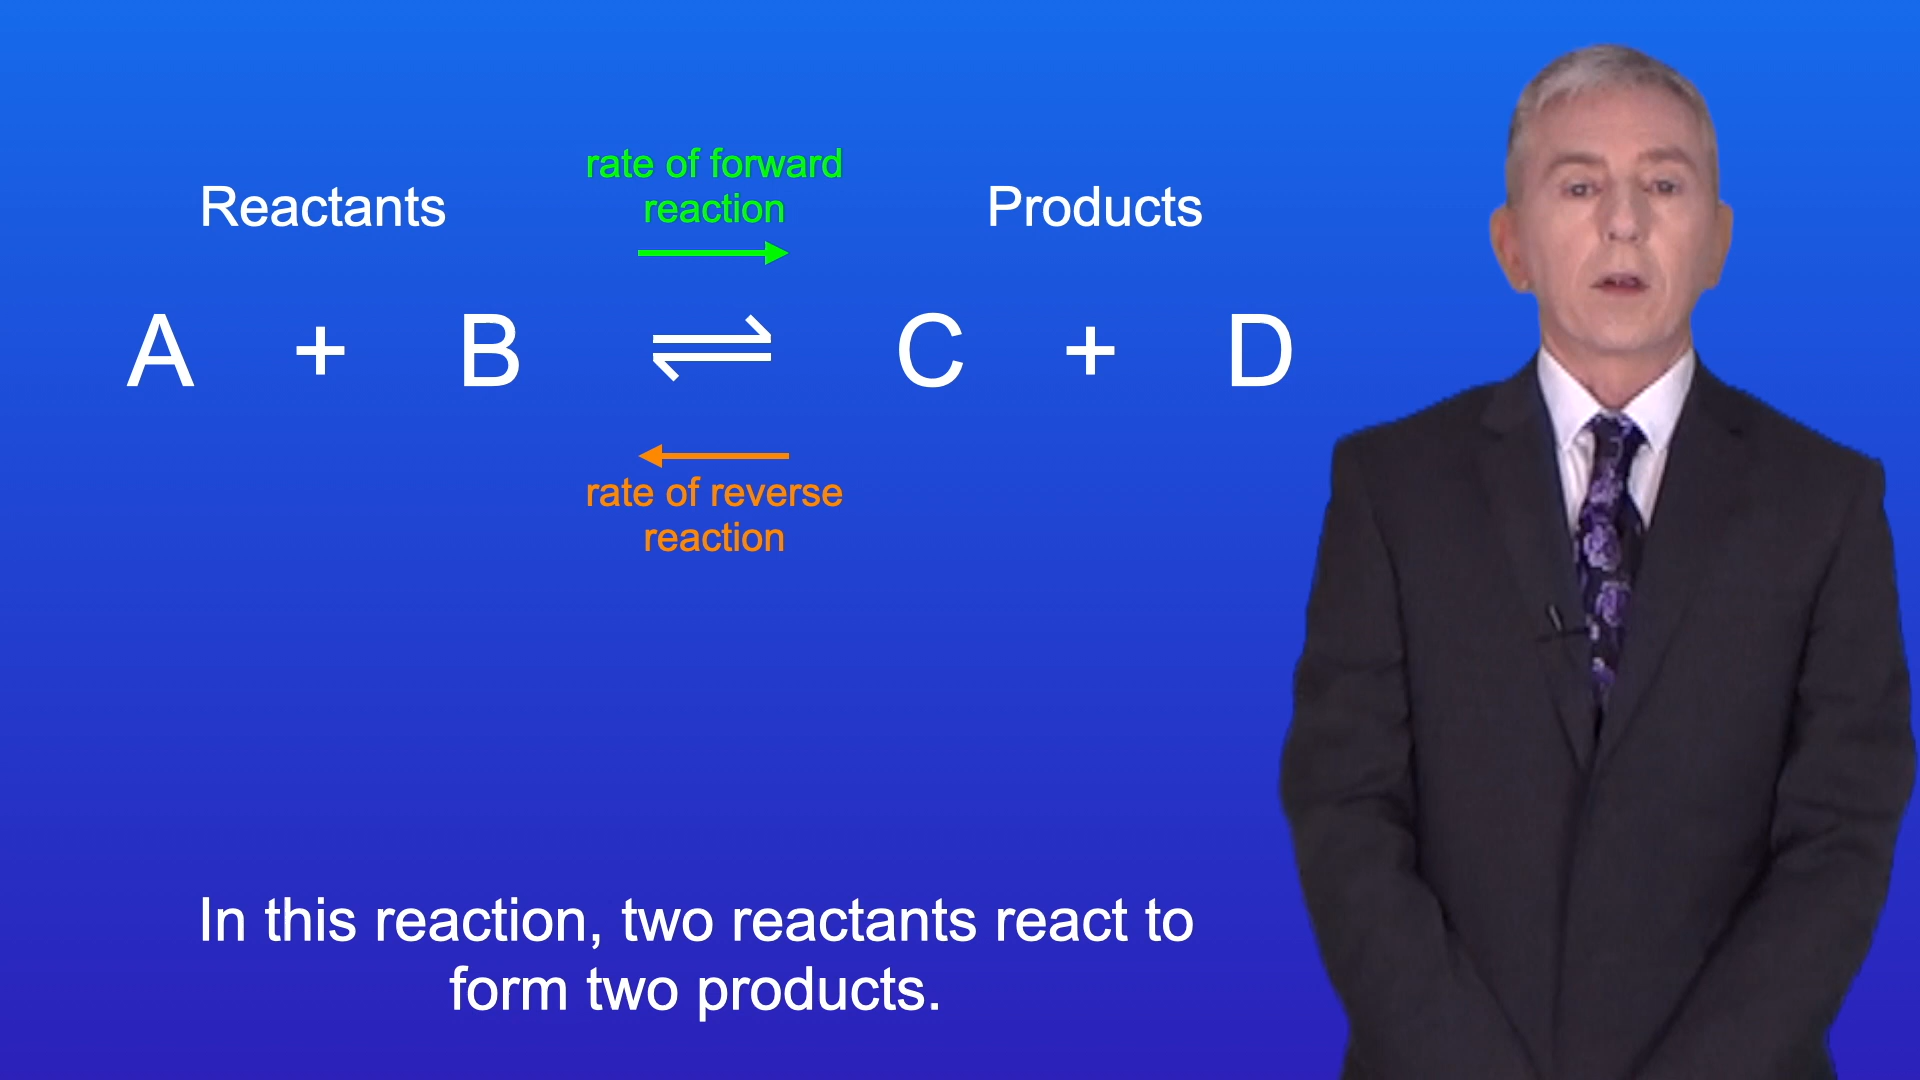 rate of forward
reaction
Reactants
Products
A + B ⇌ C + D
rate of reverse
reaction
In this reaction, two reactants react to
form two products.